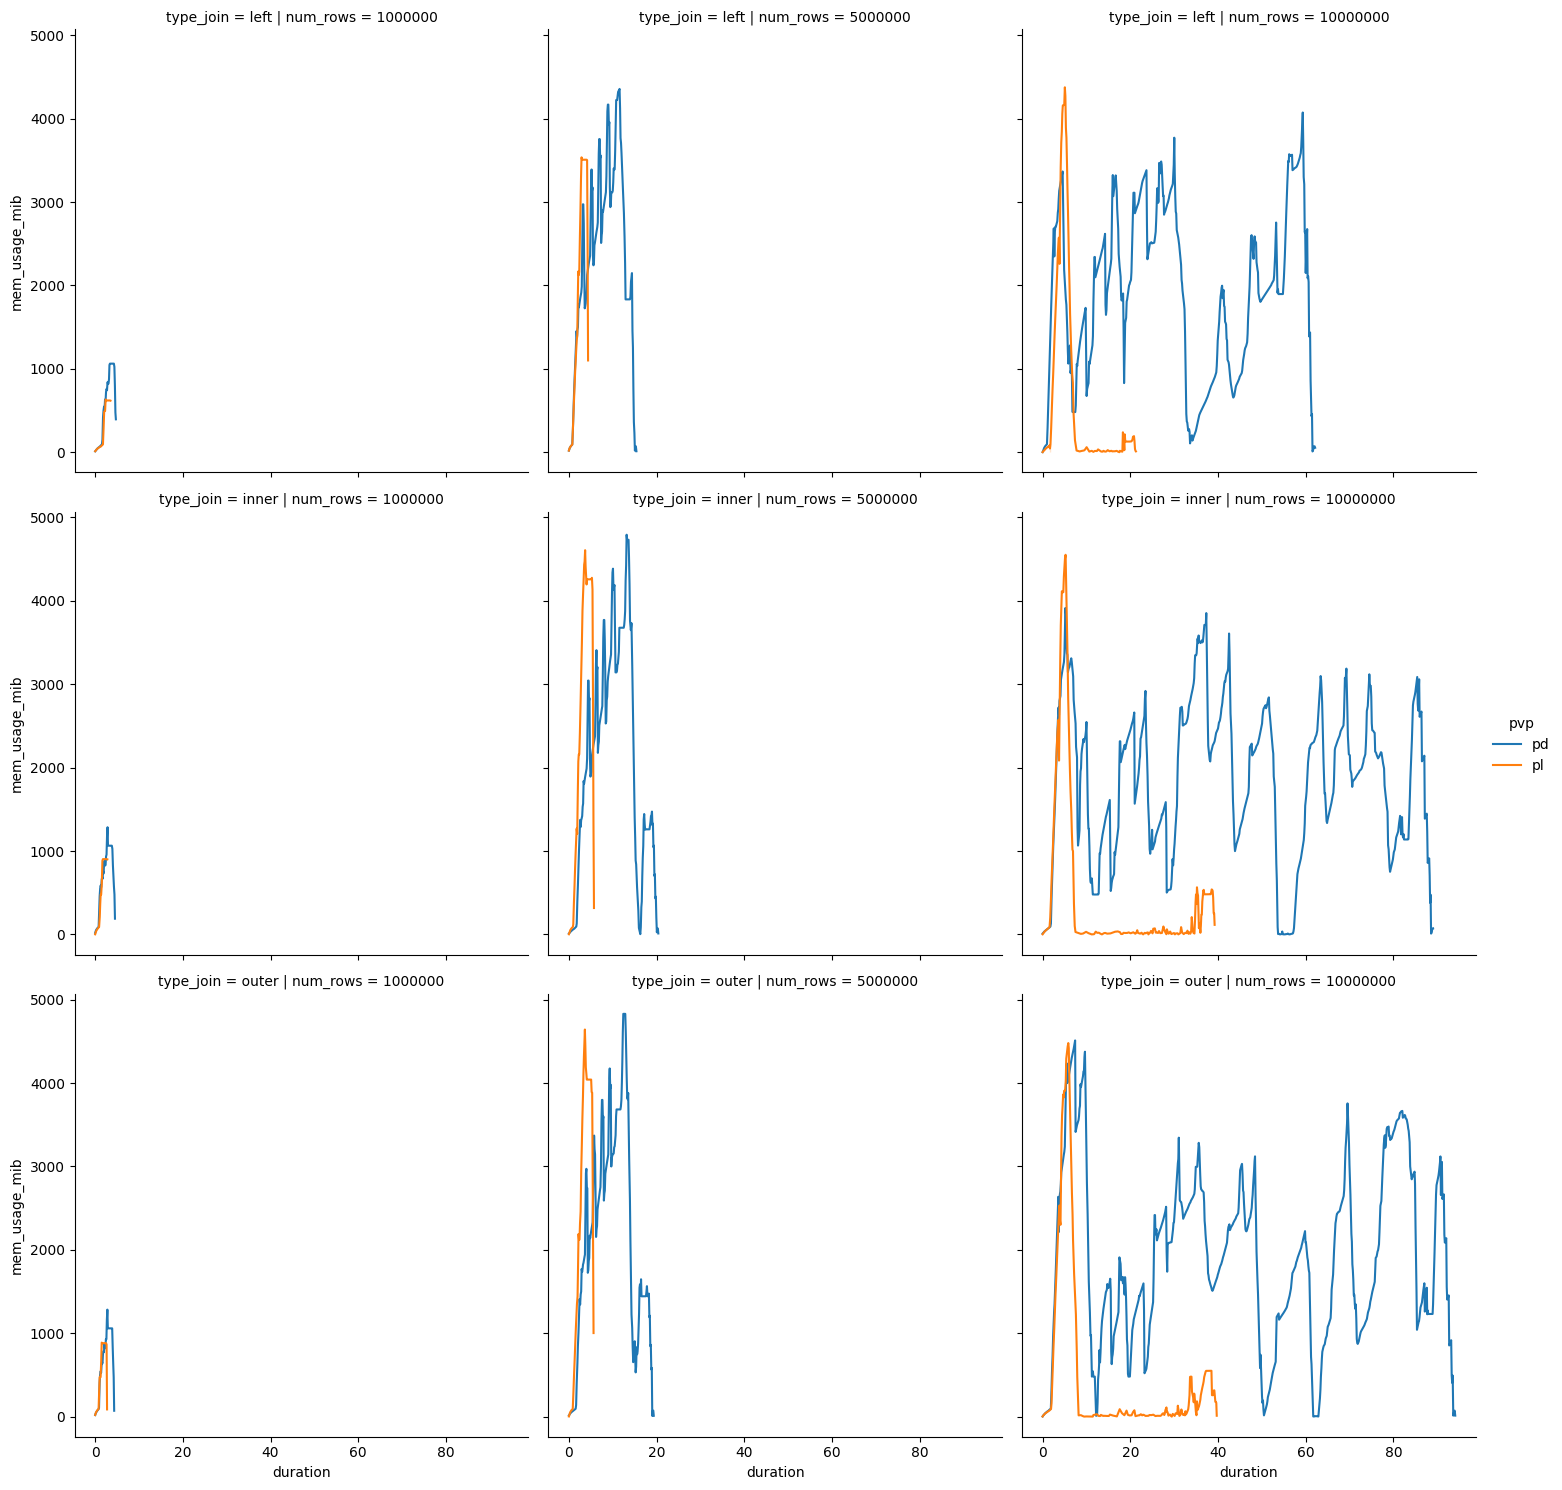 type_join = left | num_rows = 1000000
type_join = left | num_rows = 5000000
type_join = left | num_rows = 10000000
5000
4000
3000
2000
1000
0
mem_usage_mib
type_join = inner | num_rows = 1000000
type_join = inner | num_rows = 5000000
type_join = inner | num_rows = 10000000
5000
4000
3000
2000
1000
0
mem_usage_mib
pvp
pd
pl
type_join = outer | num_rows = 1000000
type_join = outer | num_rows = 5000000
type_join = outer | num_rows = 10000000
5000
4000
3000
2000
1000
0
mem_usage_mib
0 20 40 60 80
0 20 40 60 80
0 20 40 60 80
duration
duration
duration